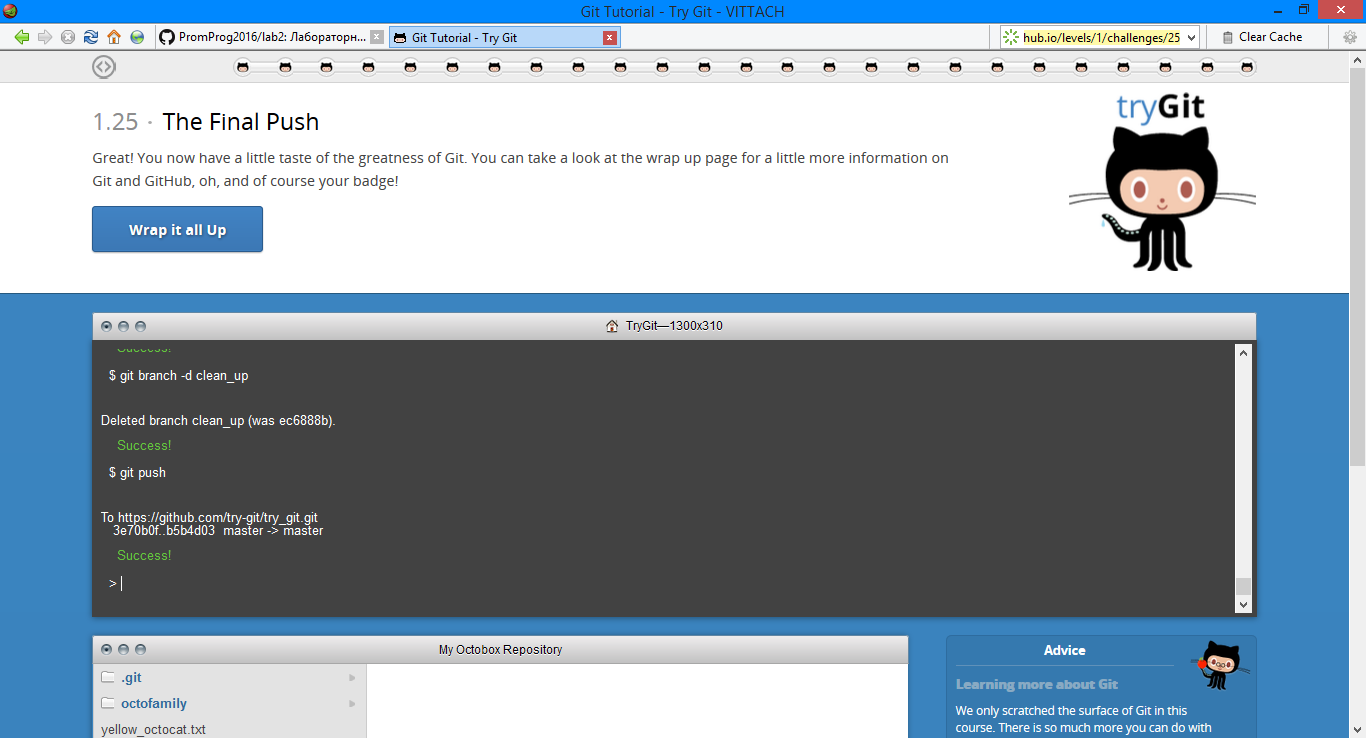 Git Tutorial - Try Git - VITTACH
PromProg2016/lab2: Лабораторн...
Git Tutorial - Try Git
hub.io/levels/1/challenges/25
Clear Cache
1.25 · The Final Push
tryGit
Great! You now have a little taste of the greatness of Git. You can take a look at the wrap up page for a little more information on
Git and GitHub, oh, and of course your badge!
Wrap it all Up
TryGit—1300x310
Success!
$ git branch -d clean_up
Deleted branch clean_up (was ec6888b).
Success!
$ git push
To https://github.com/try-git/try_git.git
3e70b0f..b5b4d03 master -> master
Success!
>
My Octobox Repository
.git
octofamily
yellow_octocat.txt
Advice
Learning more about Git
We only scratched the surface of Git in this
course. There is so much more you can do with